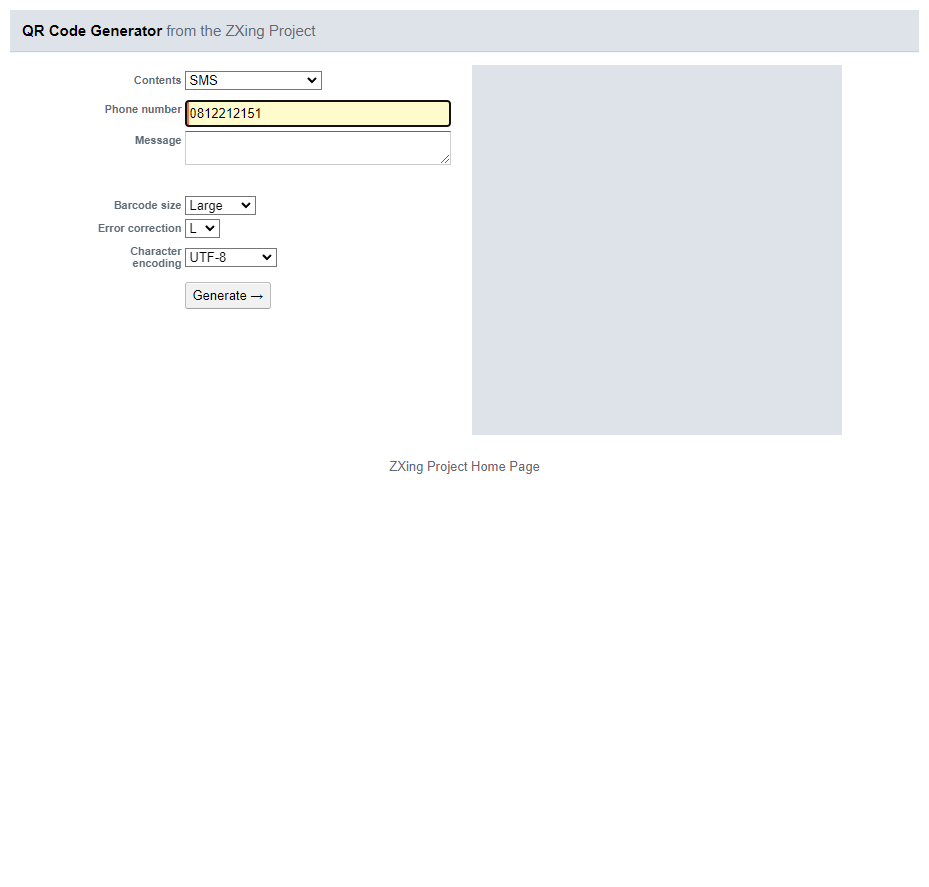 QR Code Generator from the ZXing Project
Contents SMS
Phone number 0812212151
Message
Barcode size Large
Error correction L
Character encoding UTF-8
Generate →
ZXing Project Home Page